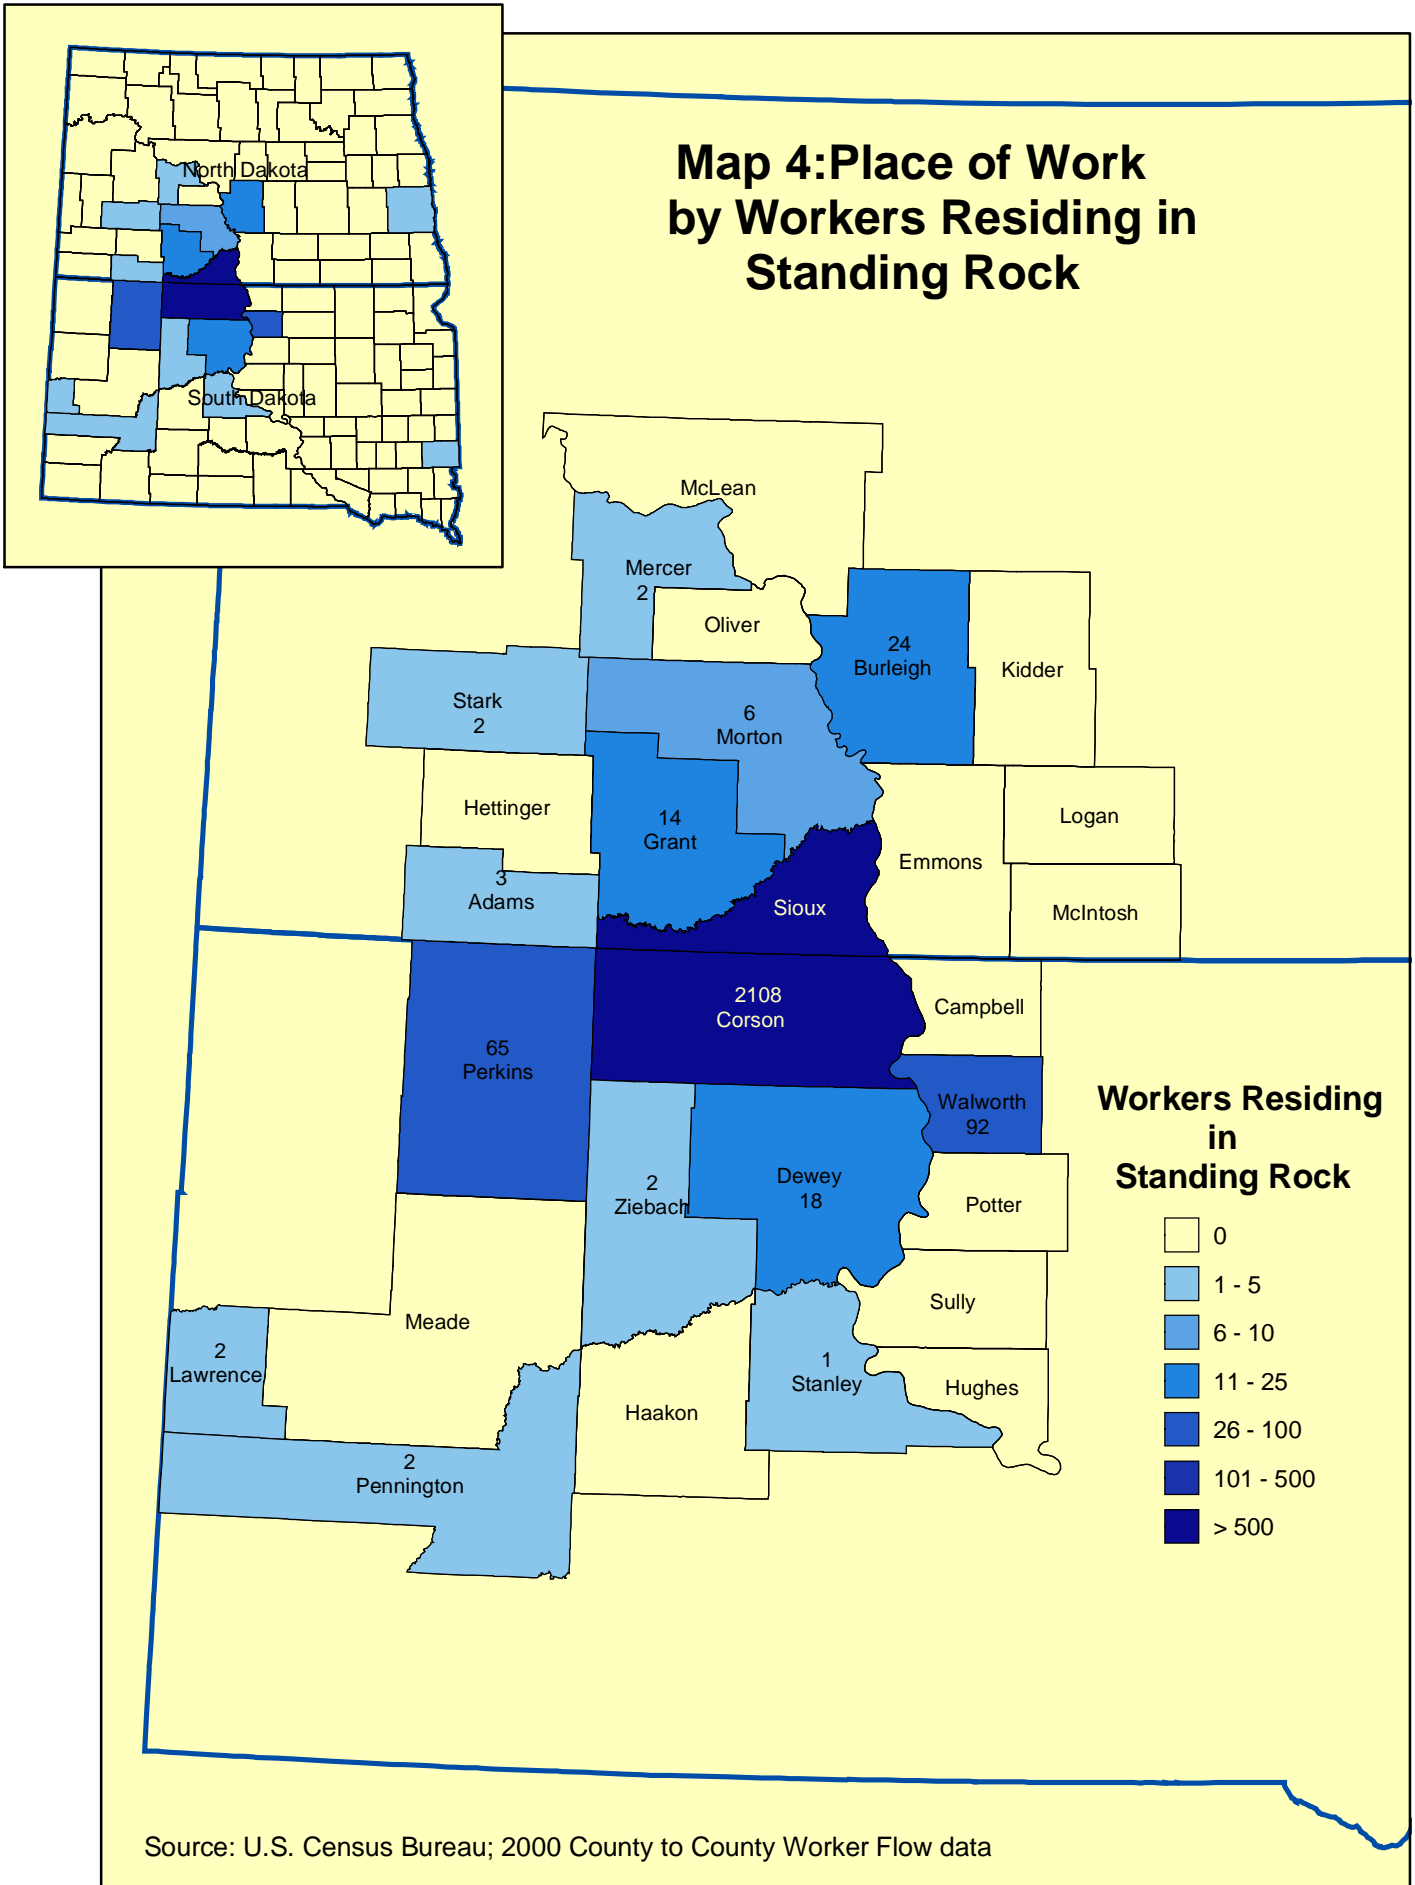 North Dakota
South Dakota
Map 4:Place of Work
by Workers Residing in
Standing Rock
McLean
Mercer
2
Oliver
24
Burleigh
Kidder
Stark
2
6
Morton
Hettinger
14
Grant
Logan
Emmons
3
Adams
Sioux
McIntosh
2108
Corson
Campbell
65
Perkins
Walworth
92
Dewey
18
2
Ziebach
Potter
Meade
Sully
2
Lawrence
1
Stanley
Hughes
Haakon
2
Pennington
Workers Residing
in
Standing Rock
0
1 - 5
6 - 10
11 - 25
26 - 100
101 - 500
> 500
Source: U.S. Census Bureau; 2000 County to County Worker Flow data